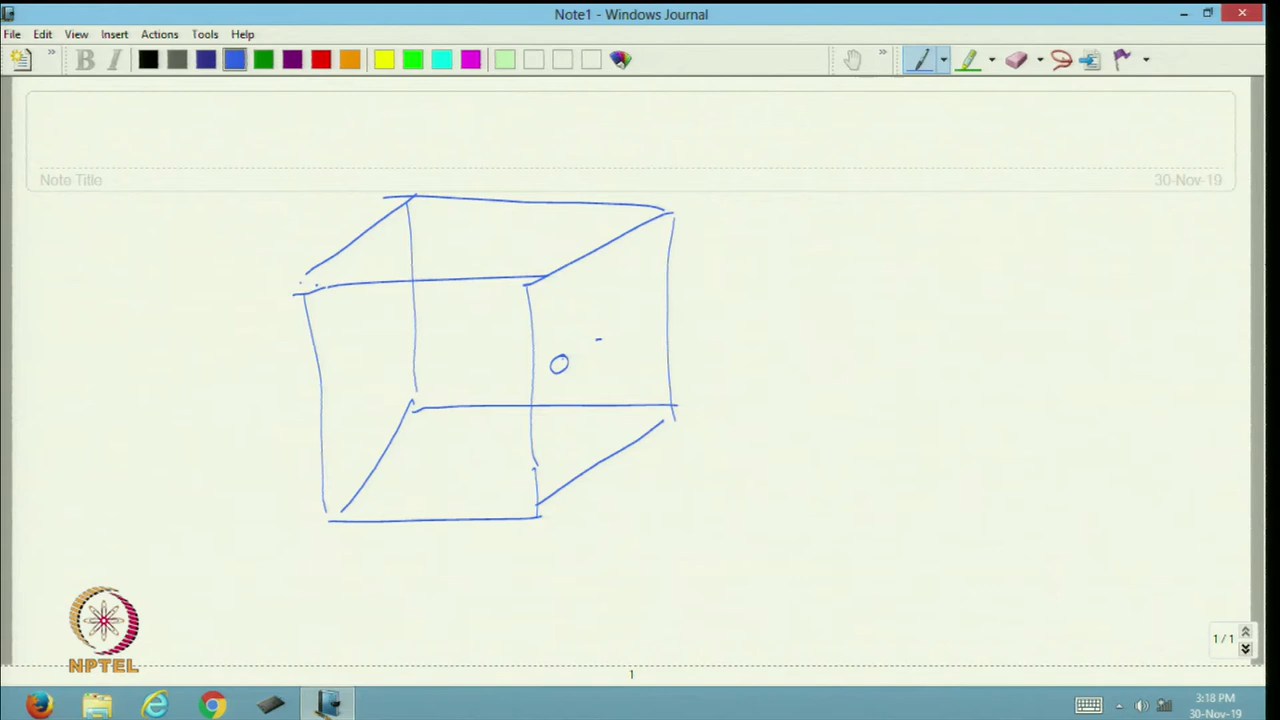 Note1 - Windows Journal
File Edit View Insert Actions Tools Help
B I
Note Title
30-Nov-19
NPTEL
1 / 1
1
3:18 PM
30-Nov-19